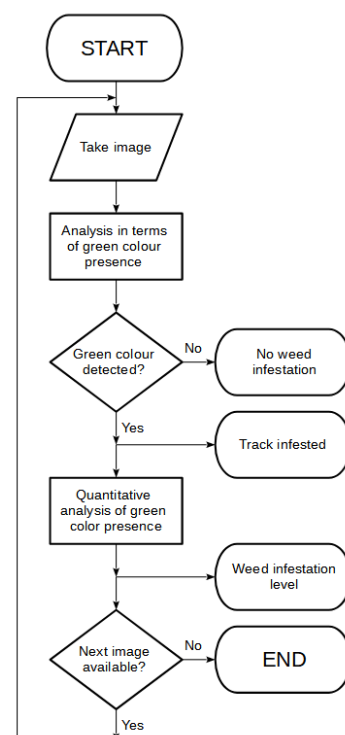 START
Take image
Analysis in terms
of green colour
presence
Green colour
detected?
No
No weed
infestation
Yes
Track infested
Quantitative
analysis of green
color presence
Weed infestation
level
Next image
available?
No
END
Yes